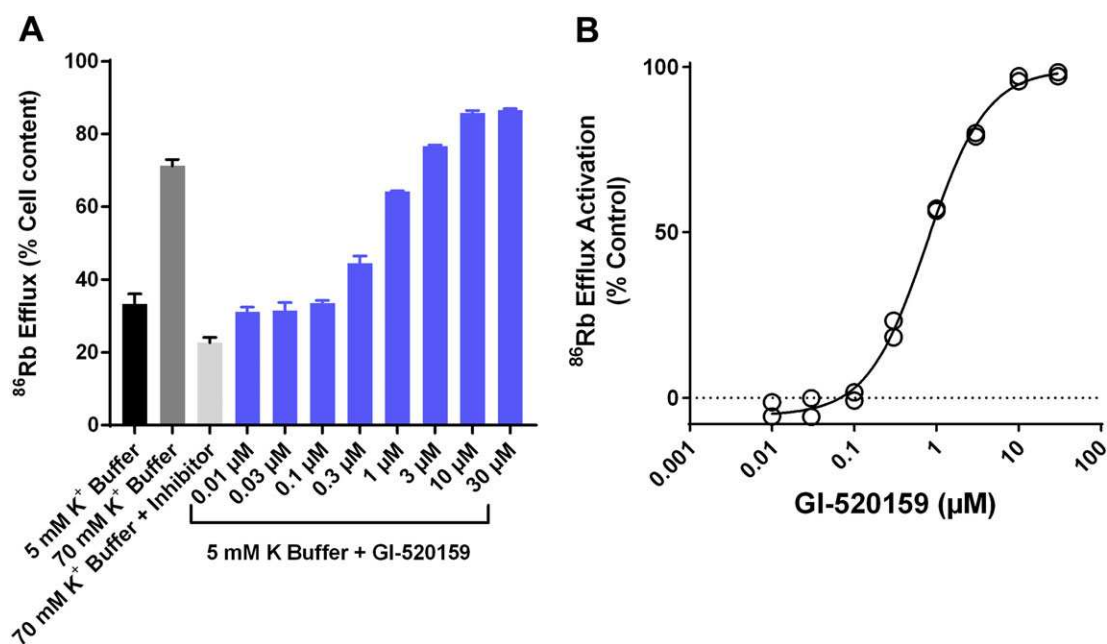 A
⁸⁶Rb Efflux (% Cell content)
100
80
60
40
20
0
5 mM K⁺ Buffer
70 mM K⁺ Buffer
70 mM K⁺ Buffer + Inhibitor
0.01 µM
0.03 µM
0.1 µM
0.3 µM
1 µM
3 µM
10 µM
30 µM
5 mM K Buffer + GI-520159
B
⁸⁶Rb Efflux Activation
(% Control)
100
50
0
0.001
0.01
0.1
1
10
100
GI-520159 (µM)